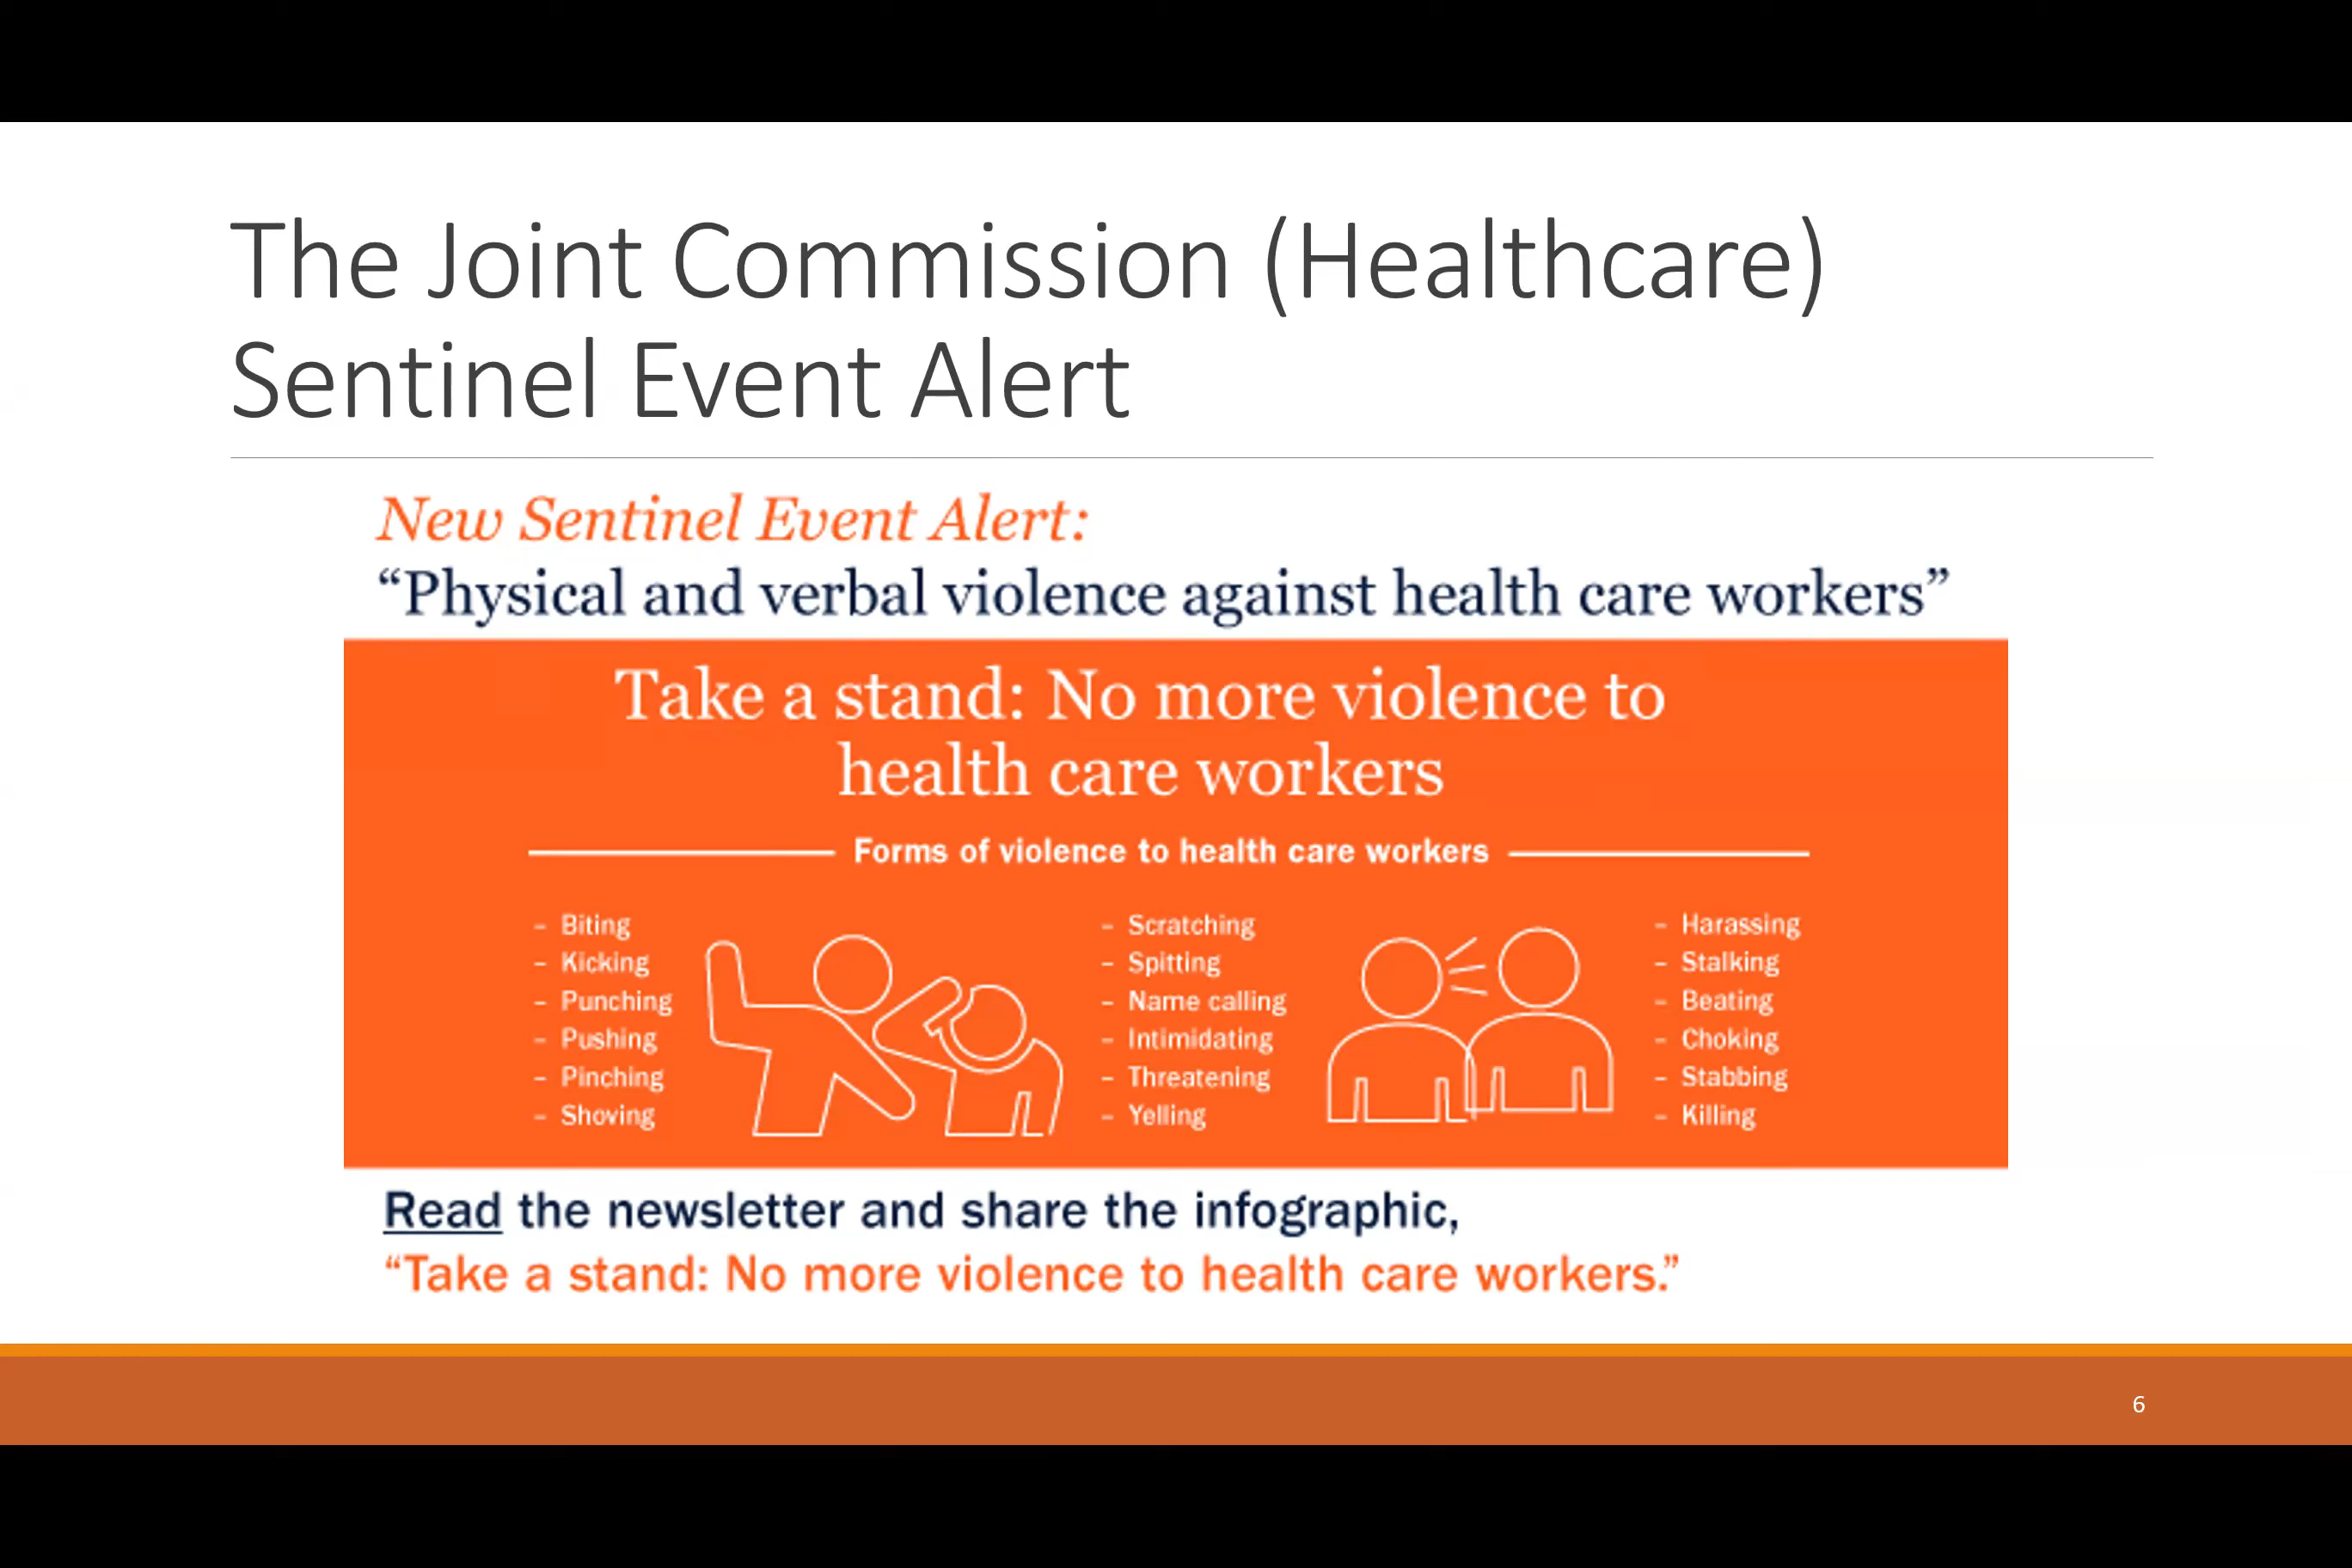 The Joint Commission (Healthcare)
Sentinel Event Alert
New Sentinel Event Alert:
“Physical and verbal violence against health care workers”
Take a stand: No more violence to
health care workers
Forms of violence to health care workers
– Biting
– Kicking
– Punching
– Pushing
– Pinching
– Shoving
– Scratching
– Spitting
– Name calling
– Intimidating
– Threatening
– Yelling
– Harassing
– Stalking
– Beating
– Choking
– Stabbing
– Killing
Read the newsletter and share the infographic,
“Take a stand: No more violence to health care workers.”
6